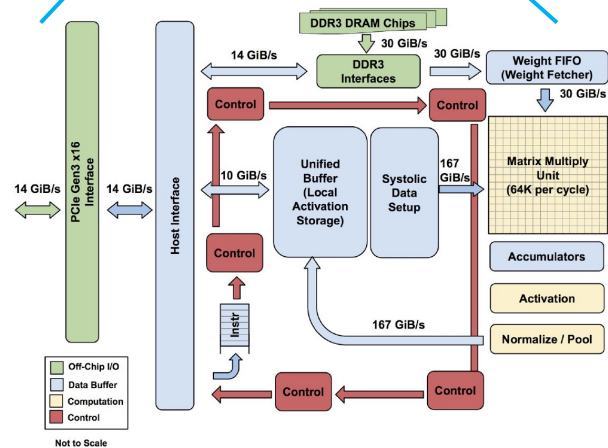 DDR3 DRAM Chips
30 GiB/s
14 GiB/s
DDR3
Interfaces
30 GiB/s
Weight FIFO
(Weight Fetcher)
30 GiB/s
Control
Control
PCIe Gen3 x16
Interface
14 GiB/s
14 GiB/s
Host Interface
10 GiB/s
Unified
Buffer
(Local
Activation
Storage)
Systolic
Data
Setup
167
GiB/s
Matrix Multiply
Unit
(64K per cycle)
Control
Accumulators
Activation
Instr
167 GiB/s
Normalize / Pool
Off-Chip I/O
Data Buffer
Computation
Control
Control
Control
Not to Scale